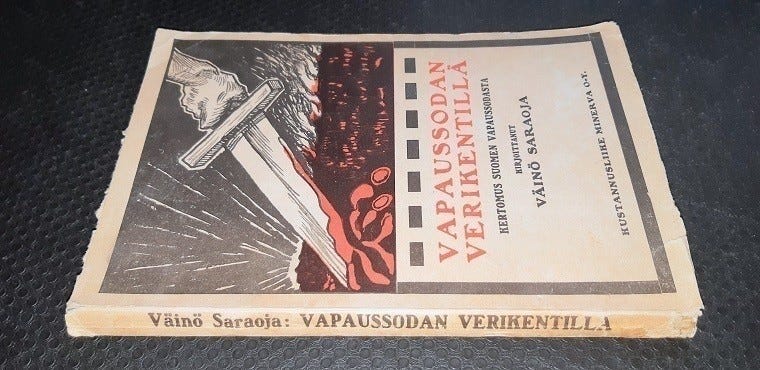 VAPAUSSODAN
VERIKENTILLÄ
KERTOMUS SUOMEN VAPAUSSODASTA
KIRJOITTANUT
VÄINÖ SARAOJA
KUSTANNUSLIIKE MINERVA O.-Y.
Väinö Saraoja: VAPAUSSODAN VERIKENTILLÄ